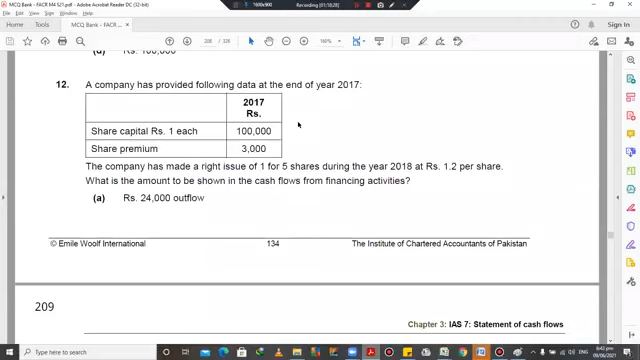 MCQ Bank - FACR M4 S21.pdf - Adobe Acrobat Reader DC (32-bit)
1600x900
Recording [01:18:28]
File Edit View Sign Window Help
Home Tools MCQ Bank - FACR M... ×
Sign In
208 / 326
160%
(d) Rs. 100,000
12. A company has provided following data at the end of year 2017:
2017
Rs.
Share capital Rs. 1 each 100,000
Share premium 3,000
The company has made a right issue of 1 for 5 shares during the year 2018 at Rs. 1.2 per share.
What is the amount to be shown in the cash flows from financing activities?
(a) Rs. 24,000 outflow
© Emile Woolf International 134 The Institute of Chartered Accountants of Pakistan
209
Chapter 3: IAS 7: Statement of cash flows
Type here to search
6:43 pm
09/06/2021